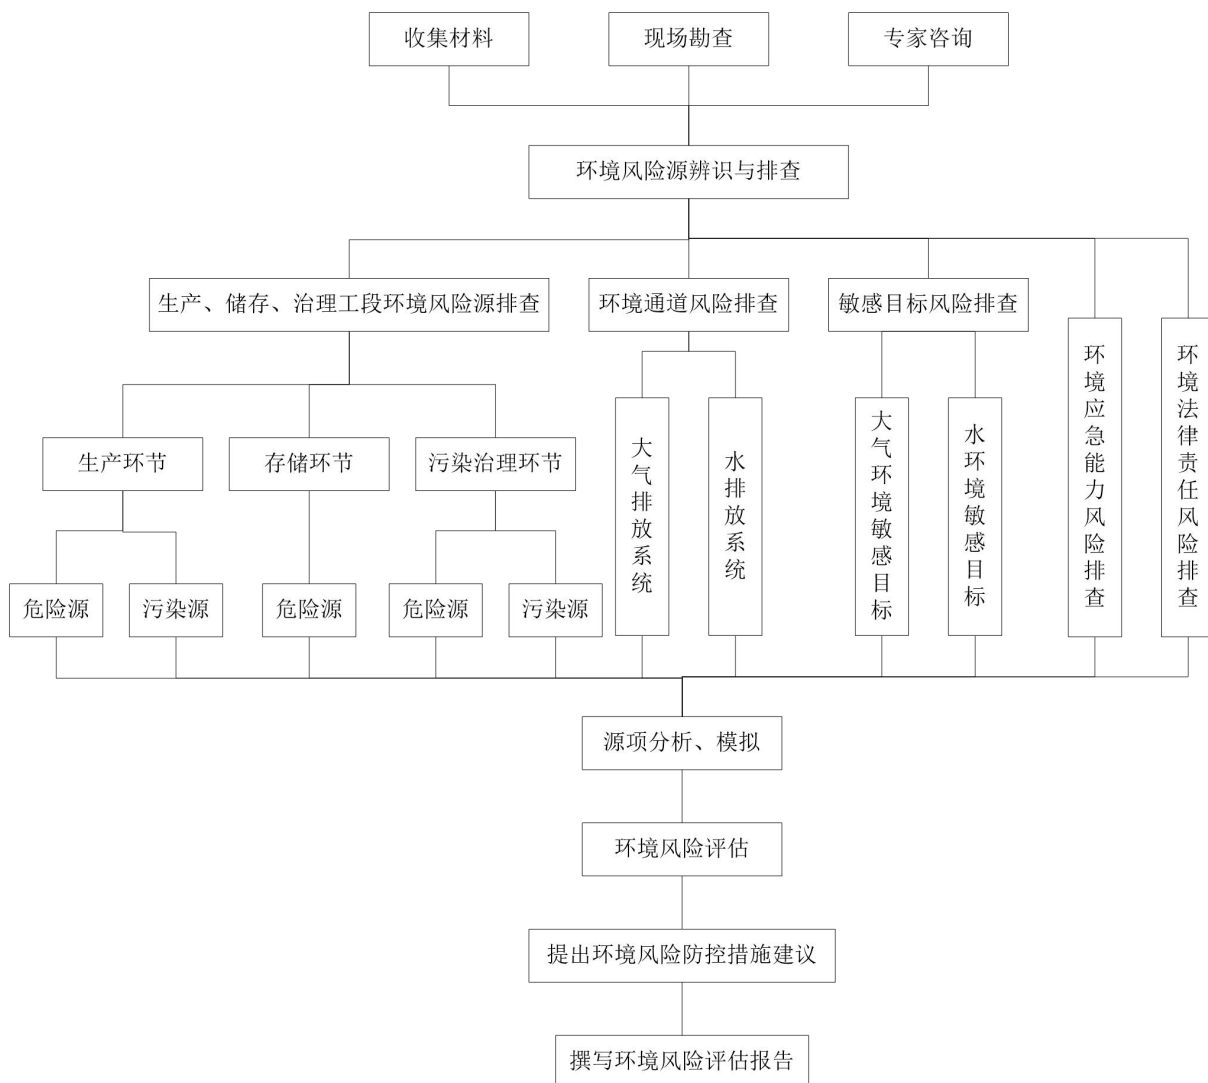 收集材料
现场勘查
专家咨询
环境风险源辨识与排查
生产、储存、治理工段环境风险源排查
环境通道风险排查
敏感目标风险排查
环境应急能力风险排查
环境法律责任风险排查
生产环节
存储环节
污染治理环节
大气排放系统
水排放系统
大气环境敏感目标
水环境敏感目标
危险源
污染源
危险源
危险源
污染源
源项分析、模拟
环境风险评估
提出环境风险防控措施建议
撰写环境风险评估报告